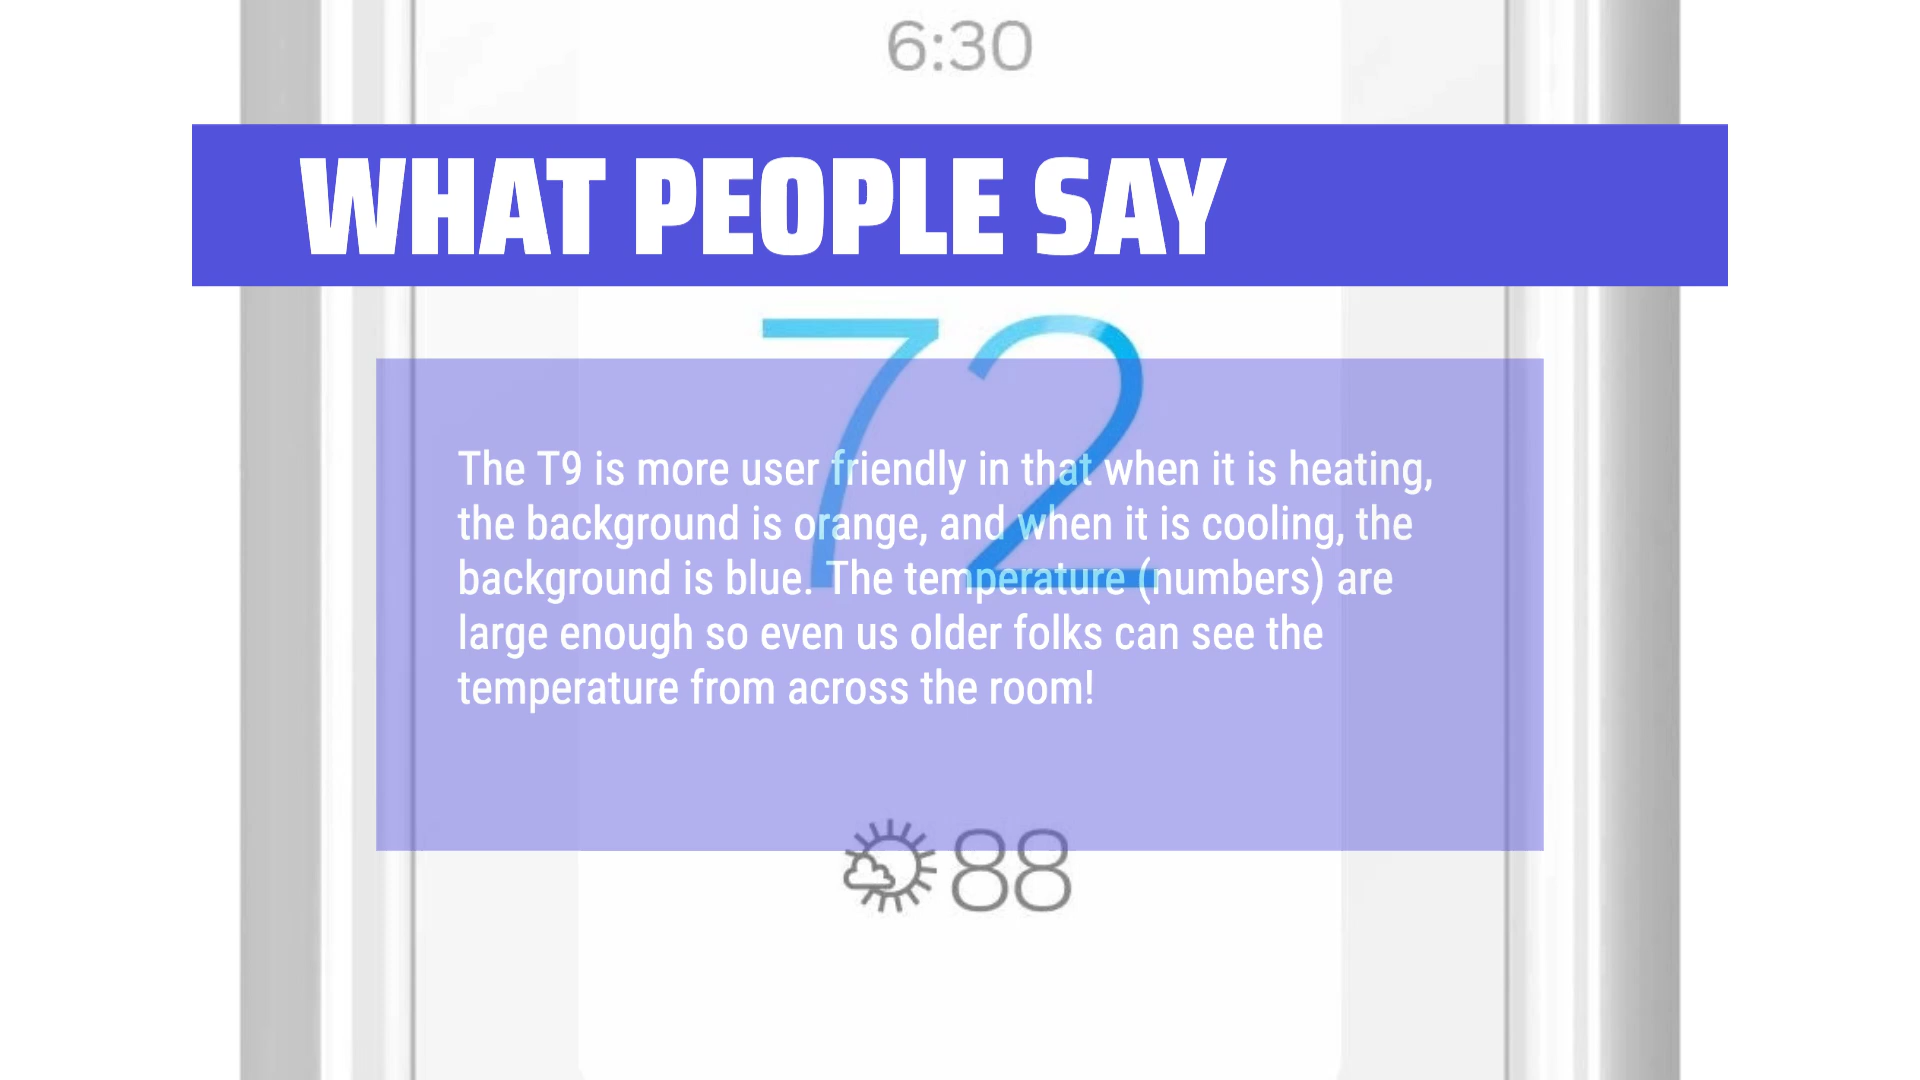 6:30
WHAT PEOPLE SAY
72
The T9 is more user friendly in that when it is heating,
the background is orange, and when it is cooling, the
background is blue. The temperature (numbers) are
large enough so even us older folks can see the
temperature from across the room!
88